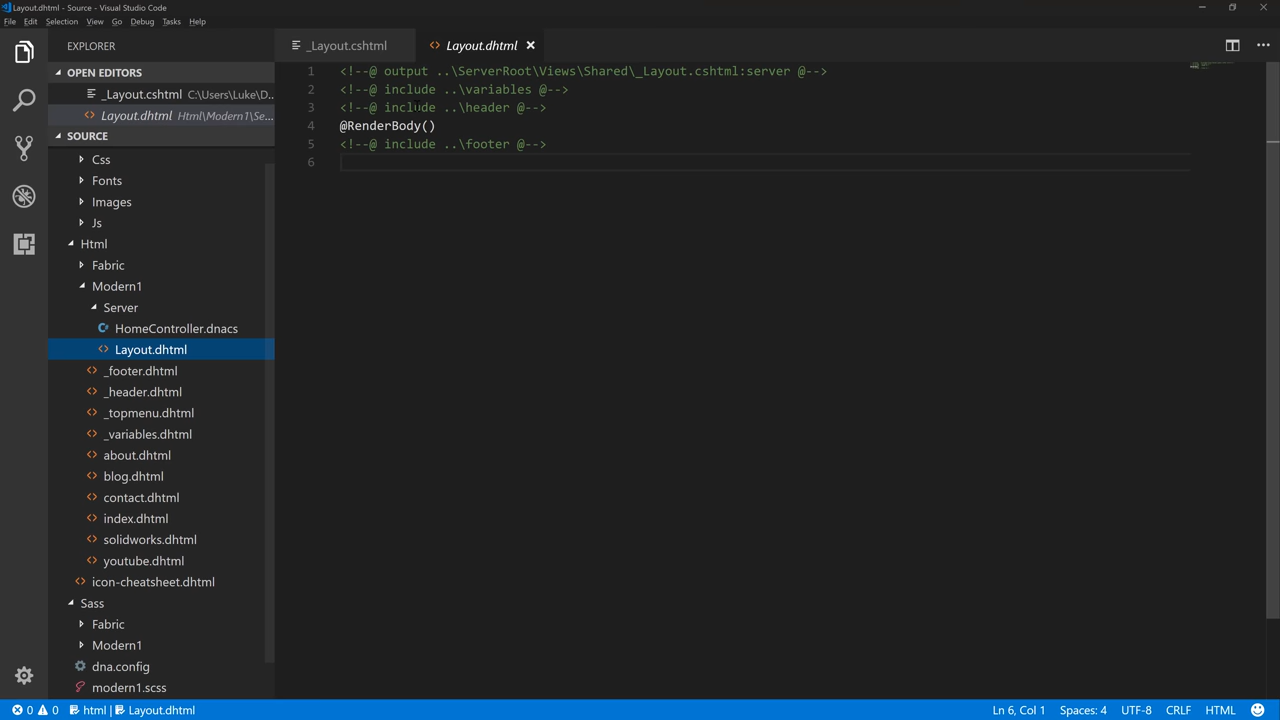 Layout.dhtml - Source - Visual Studio Code
File Edit Selection View Go Debug Tasks Help
EXPLORER
OPEN EDITORS
_Layout.cshtml C:\Users\Luke\D...
Layout.dhtml Html\Modern1\Se...
SOURCE
Css
Fonts
Images
Js
Html
Fabric
Modern1
Server
HomeController.dnacs
Layout.dhtml
_footer.dhtml
_header.dhtml
_topmenu.dhtml
_variables.dhtml
about.dhtml
blog.dhtml
contact.dhtml
index.dhtml
solidworks.dhtml
youtube.dhtml
icon-cheatsheet.dhtml
Sass
Fabric
Modern1
dna.config
modern1.scss
_Layout.cshtml Layout.dhtml
1 <!--@ output ..\ServerRoot\Views\Shared\_Layout.cshtml:server @-->
2 <!--@ include ..\variables @-->
3 <!--@ include ..\header @-->
4 @RenderBody()
5 <!--@ include ..\footer @-->
6
0 0 html | Layout.dhtml Ln 6, Col 1 Spaces: 4 UTF-8 CRLF HTML